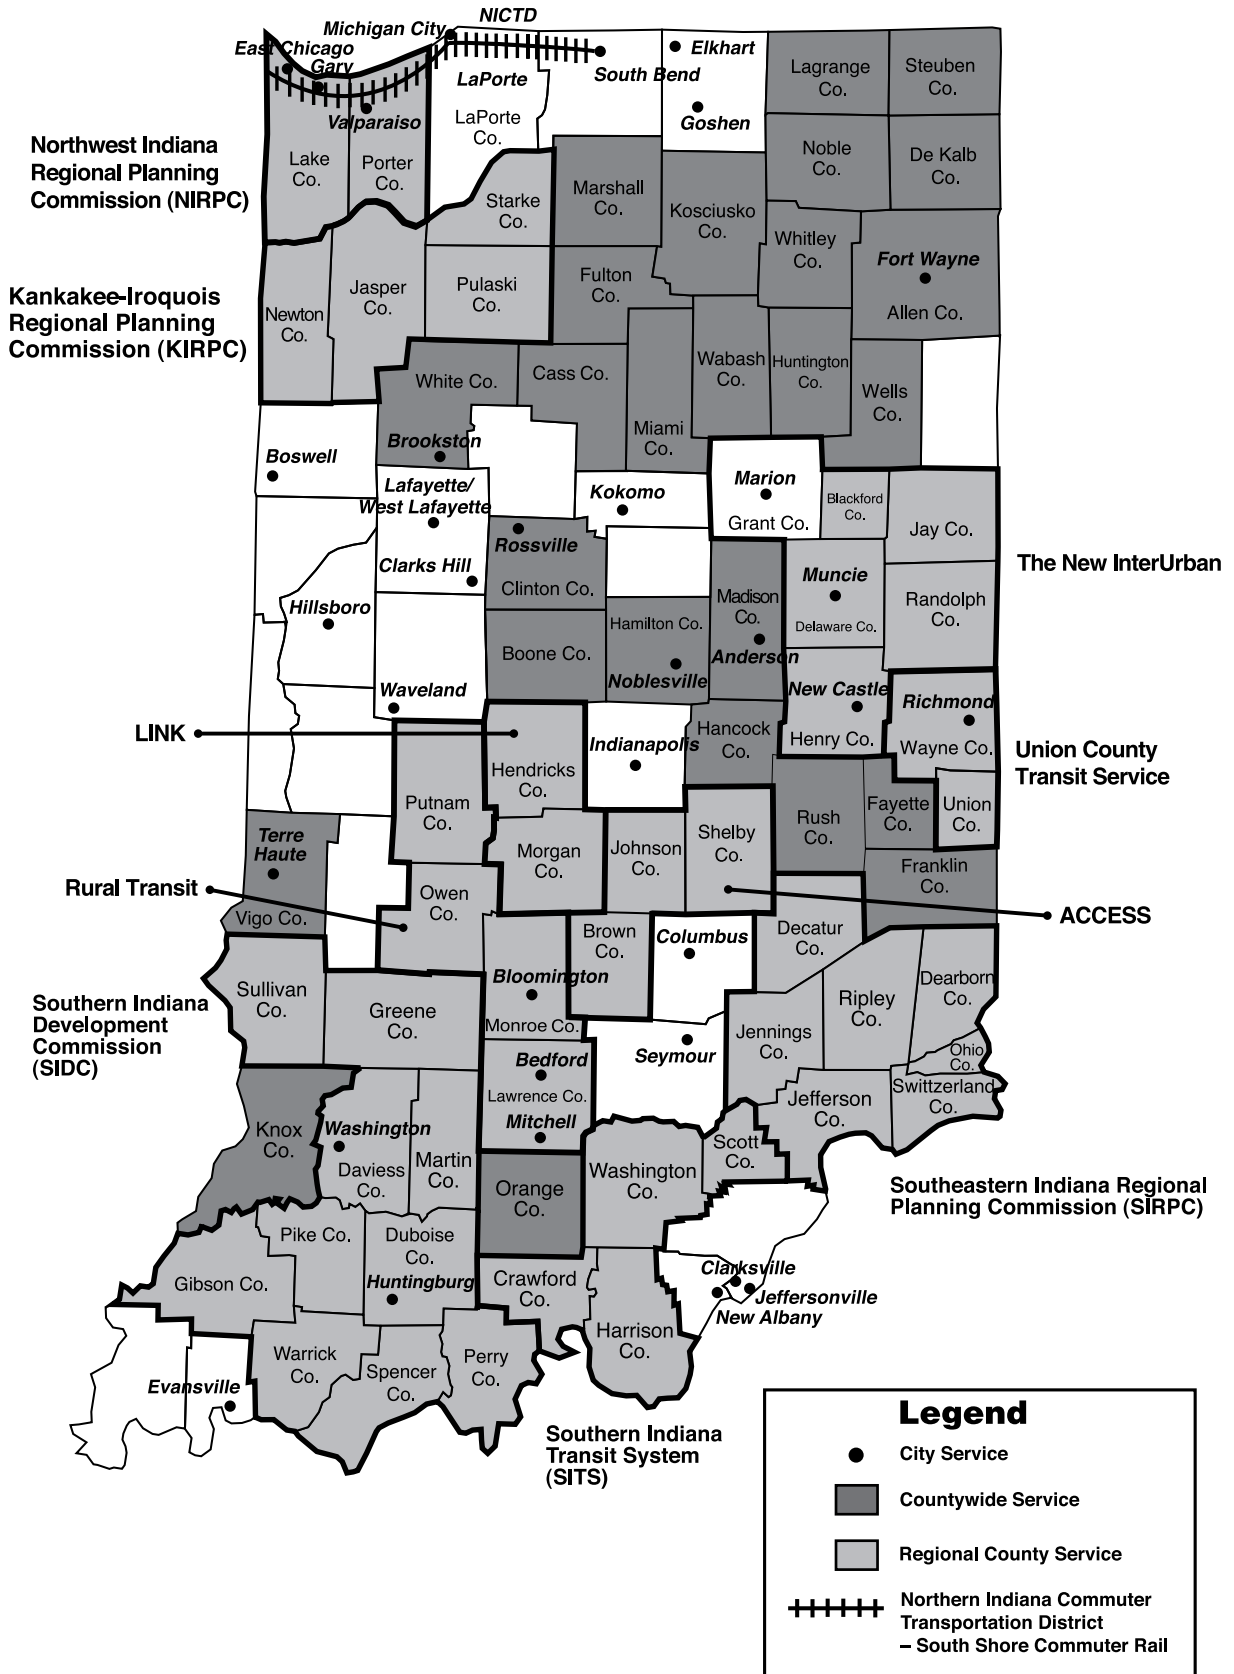 NICTD
Michigan City
East Chicago
Gary
Elkhart
South Bend
LaPorte
Valparaiso
Goshen
LaPorte
Co.
Lagrange
Co.
Steuben
Co.
Northwest Indiana
Regional Planning
Commission (NIRPC)
Lake
Co.
Porter
Co.
Noble
Co.
De Kalb
Co.
Starke
Co.
Marshall
Co.
Kosciusko
Co.
Whitley
Co.
Fort Wayne
Allen Co.
Kankakee-Iroquois
Regional Planning
Commission (KIRPC)
Newton
Co.
Jasper
Co.
Pulaski
Co.
Fulton
Co.
White Co.
Cass Co.
Miami
Co.
Wabash
Co.
Huntington
Co.
Wells
Co.
Brookston
Boswell
Lafayette/
West Lafayette
Kokomo
Marion
Grant Co.
Blackford
Co.
Jay Co.
The New InterUrban
Rossville
Clinton Co.
Clarks Hill
Hillsboro
Muncie
Delaware Co.
Randolph
Co.
Madison
Co.
Anderson
Hamilton Co.
Noblesville
Boone Co.
Waveland
New Castle
Henry Co.
Richmond
Wayne Co.
LINK
Hendricks
Co.
Indianapolis
Hancock
Co.
Union County
Transit Service
Putnam
Co.
Rush
Co.
Fayette
Co.
Union
Co.
Terre
Haute
Vigo Co.
Morgan
Co.
Johnson
Co.
Shelby
Co.
Franklin
Co.
Rural Transit
Owen
Co.
ACCESS
Brown
Co.
Columbus
Decatur
Co.
Bloomington
Monroe Co.
Sullivan
Co.
Greene
Co.
Southern Indiana
Development
Commission
(SIDC)
Dearborn
Co.
Ripley
Co.
Jennings
Co.
Seymour
Ohio
Co.
Bedford
Lawrence Co.
Mitchell
Switzerland
Co.
Jefferson
Co.
Knox
Co.
Washington
Daviess
Co.
Martin
Co.
Scott
Co.
Washington
Co.
Orange
Co.
Southeastern Indiana Regional
Planning Commission (SIRPC)
Pike Co.
Duboise
Co.
Huntingburg
Gibson Co.
Crawford
Co.
Clarksville
Jeffersonville
New Albany
Harrison
Co.
Warrick
Co.
Spencer
Co.
Perry
Co.
Evansville
Southern Indiana
Transit System
(SITS)
Legend
City Service
Countywide Service
Regional County Service
Northern Indiana Commuter
Transportation District
– South Shore Commuter Rail